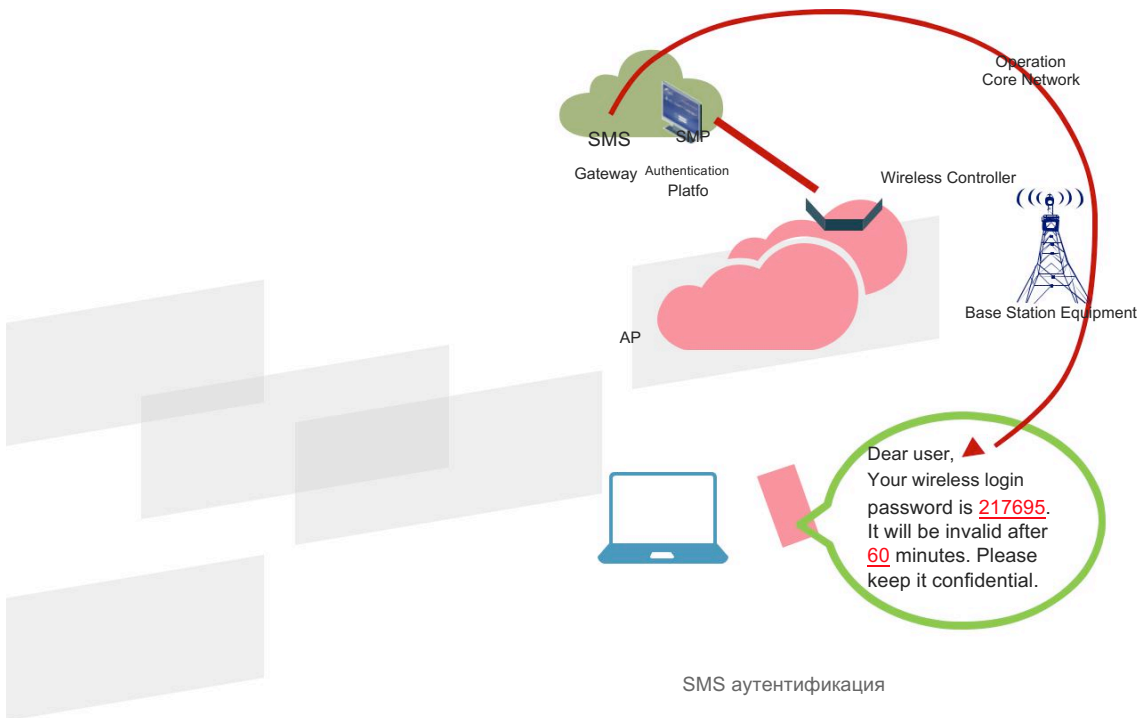 Operation
Core Network
SMS
SMP
Gateway
Authentication
Platfo
Wireless Controller
Base Station Equipment
AP
Dear user,
Your wireless login
password is 217695.
It will be invalid after
60 minutes. Please
keep it confidential.
SMS аутентификация